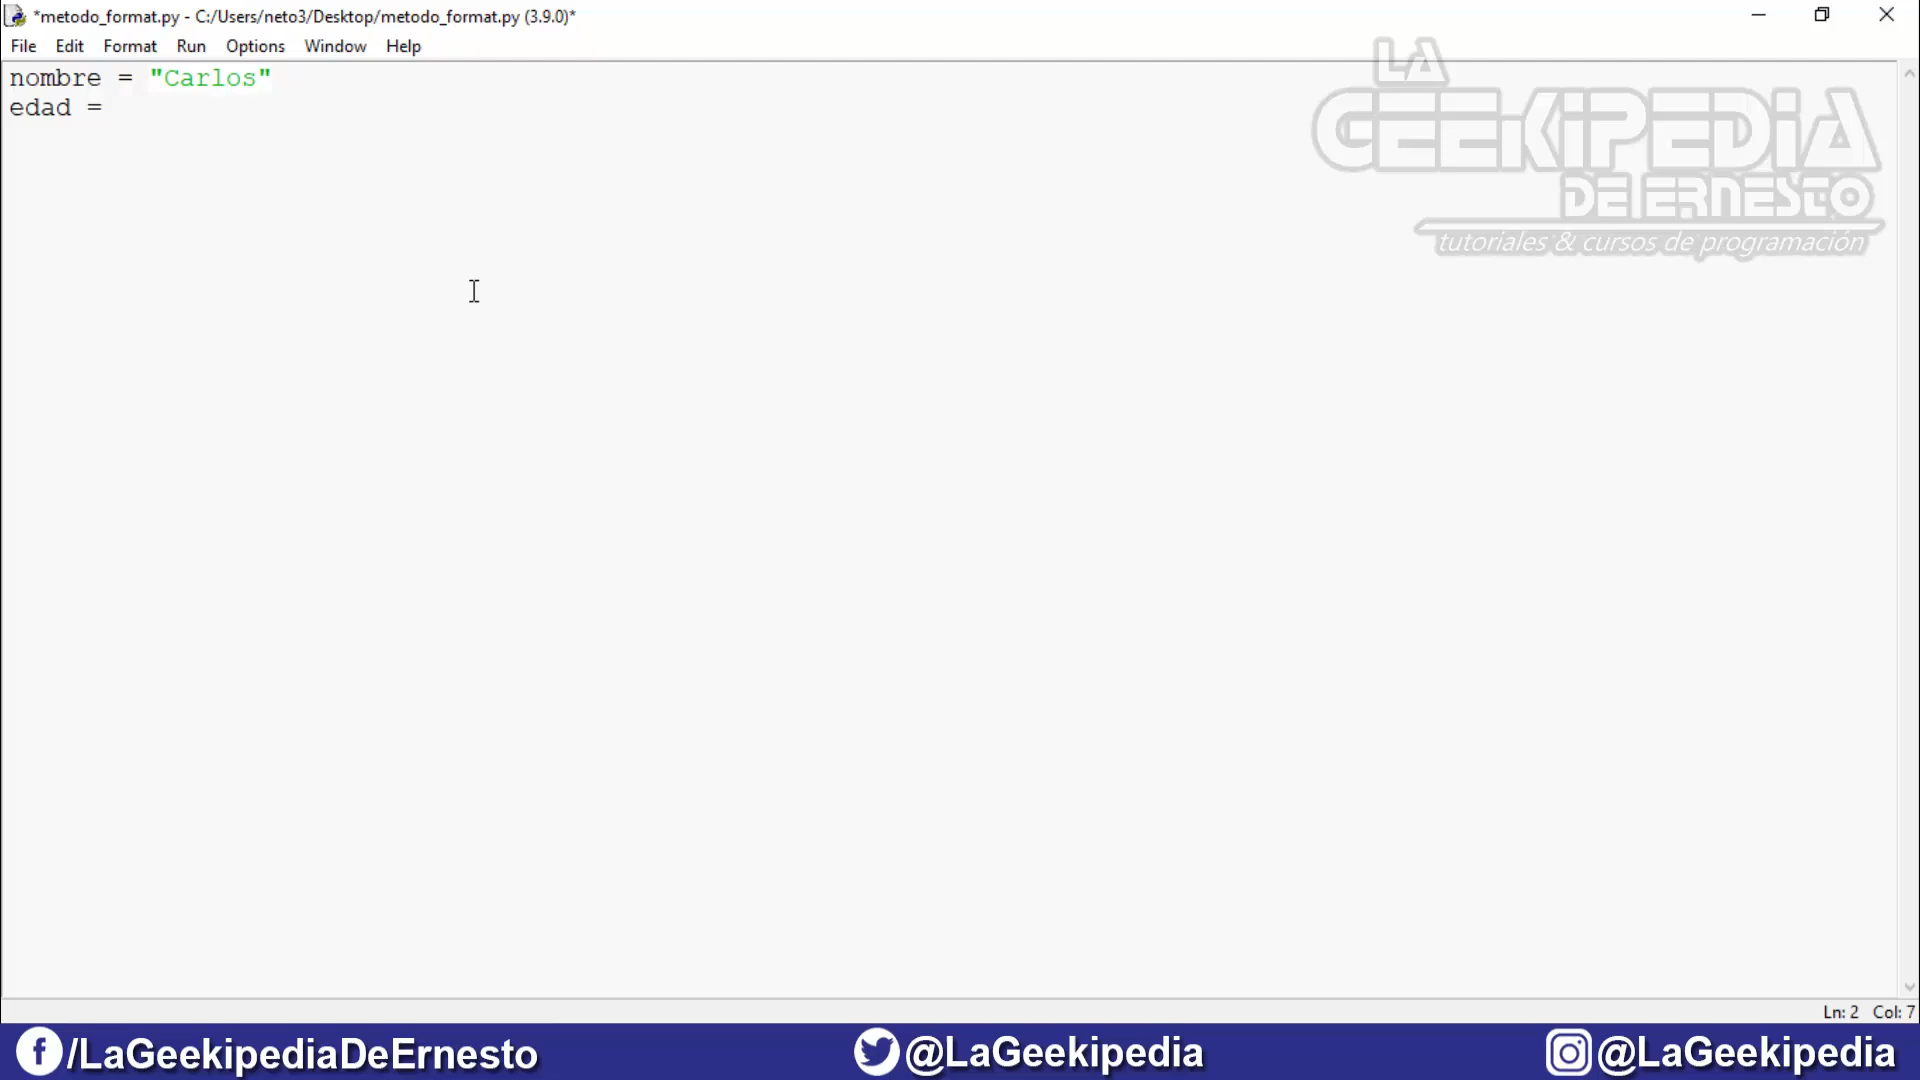 *metodo_format.py - C:/Users/neto3/Desktop/metodo_format.py (3.9.0)*
File Edit Format Run Options Window Help
nombre = "Carlos"
edad =
LA
GEEKIPEDIA
DE ERNESTO
tutoriales & cursos de programación
Ln: 2 Col: 7
/LaGeekipediaDeErnesto @LaGeekipedia @LaGeekipedia